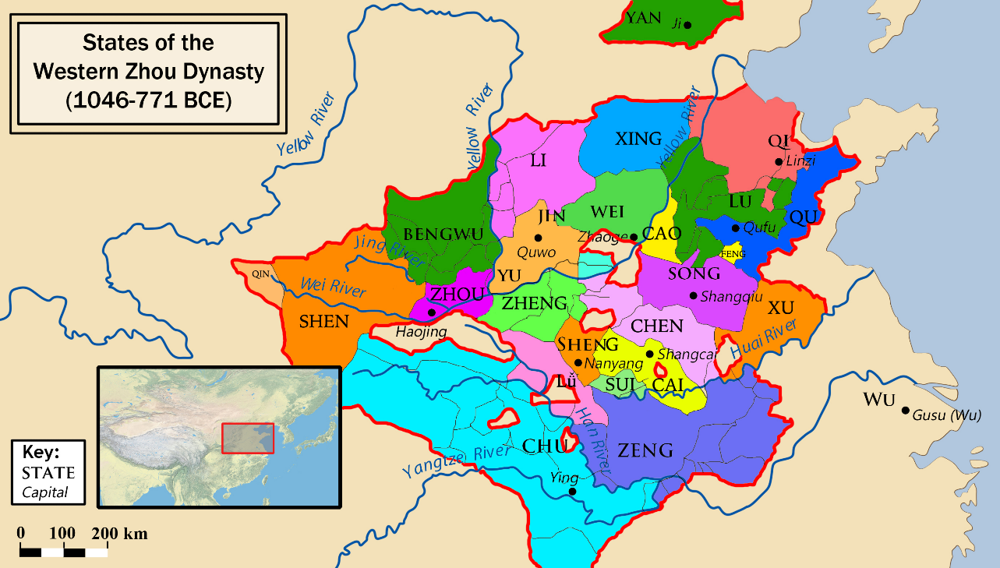 States of the
Western Zhou Dynasty
(1046-771 BCE)
YAN
Ji
Yellow River
Yellow River
Yellow River
XING
LI
QI
Linzi
LU
QU
Qufu
FENG
WEI
JIN
Quwo
Zhaoge
CAO
BENGWU
Jing River
QIN
Wei River
SHEN
ZHOU
Haojing
YU
ZHENG
SONG
Shangqiu
XU
Huai River
CHEN
SHENG
Nanyang
Shangcai
Lǚ
SUI
CAI
WU
Gusu (Wu)
Han River
CHU
ZENG
Yangtze River
Ying
Key:
STATE
Capital
0 100 200 km